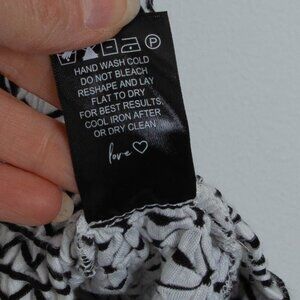 P
HAND WASH COLD
DO NOT BLEACH
RESHAPE AND LAY
FLAT TO DRY
FOR BEST RESULTS,
COOL IRON AFTER
OR DRY CLEAN
love